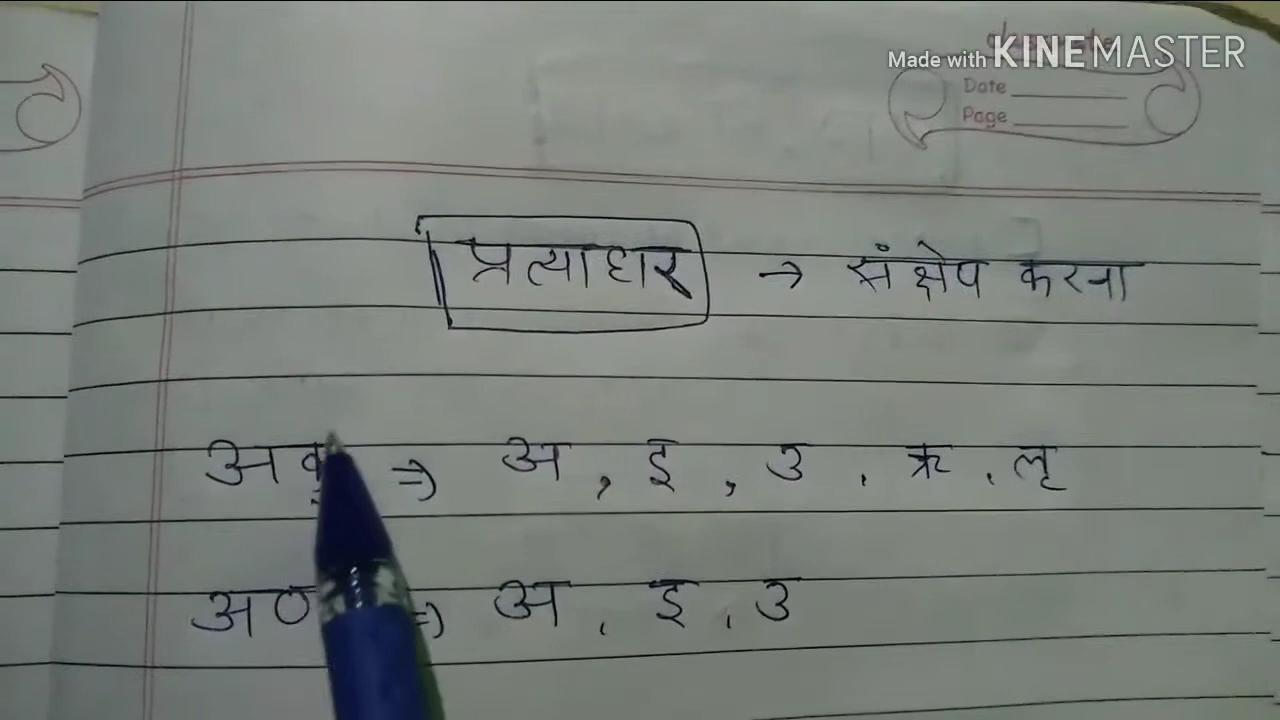 Made with KINEMASTER
Date
Page
प्रत्याहार → संक्षेप करना
⇒ अ, इ, उ, ऋ, लृ
⇒ अ, इ, उ